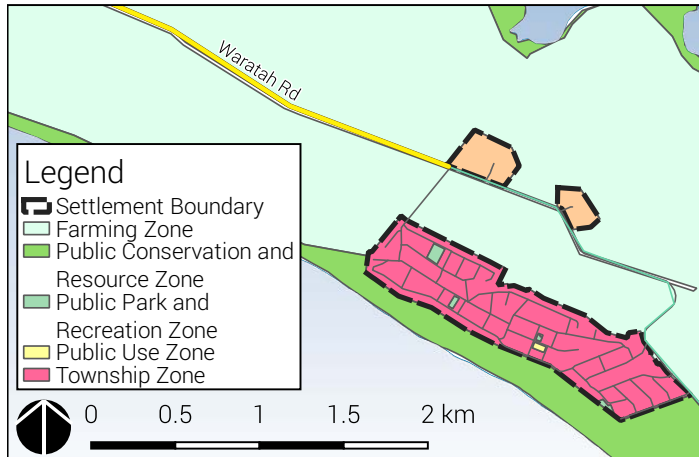 Waratah Rd
Legend
Settlement Boundary
Farming Zone
Public Conservation and
Resource Zone
Public Park and
Recreation Zone
Public Use Zone
Township Zone
0 0.5 1 1.5 2 km